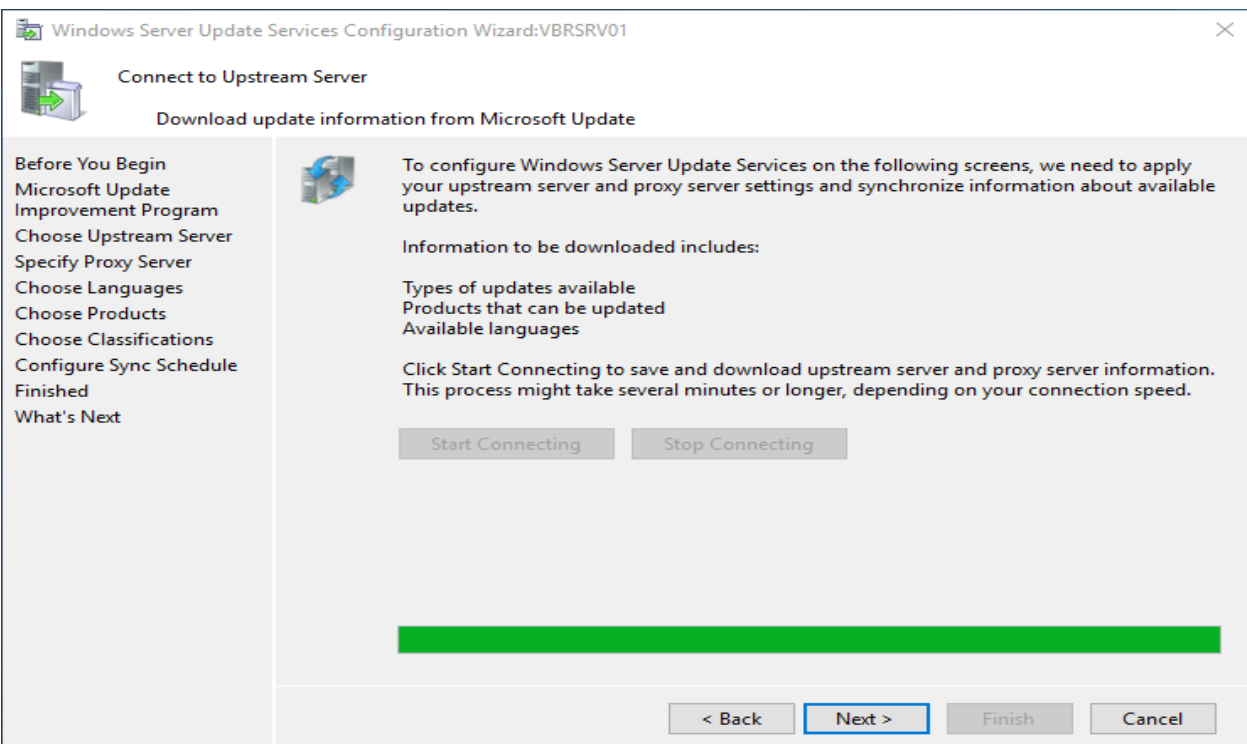 Windows Server Update Services Configuration Wizard:VBRSRV01
Connect to Upstream Server
Download update information from Microsoft Update
Before You Begin
Microsoft Update
Improvement Program
Choose Upstream Server
Specify Proxy Server
Choose Languages
Choose Products
Choose Classifications
Configure Sync Schedule
Finished
What's Next
To configure Windows Server Update Services on the following screens, we need to apply
your upstream server and proxy server settings and synchronize information about available
updates.
Information to be downloaded includes:
Types of updates available
Products that can be updated
Available languages
Click Start Connecting to save and download upstream server and proxy server information.
This process might take several minutes or longer, depending on your connection speed.
Start Connecting
Stop Connecting
< Back
Next >
Finish
Cancel